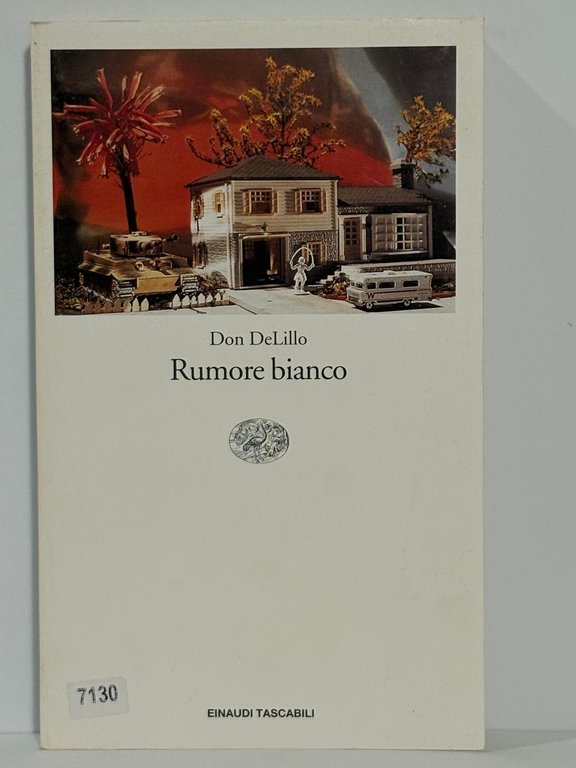 W
Don DeLillo
Rumore bianco
7130
EINAUDI TASCABILI